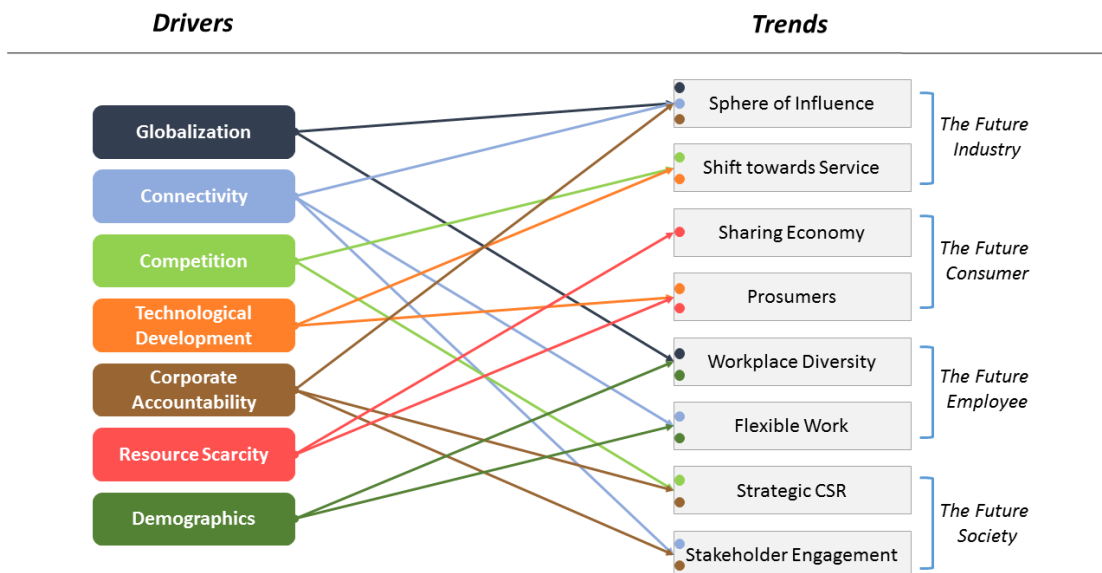 Drivers
Trends
Globalization
Connectivity
Competition
Technological
Development
Corporate
Accountability
Resource Scarcity
Demographics
Sphere of Influence
Shift towards Service
Sharing Economy
Prosumers
Workplace Diversity
Flexible Work
Strategic CSR
Stakeholder Engagement
The Future
Industry
The Future
Consumer
The Future
Employee
The Future
Society